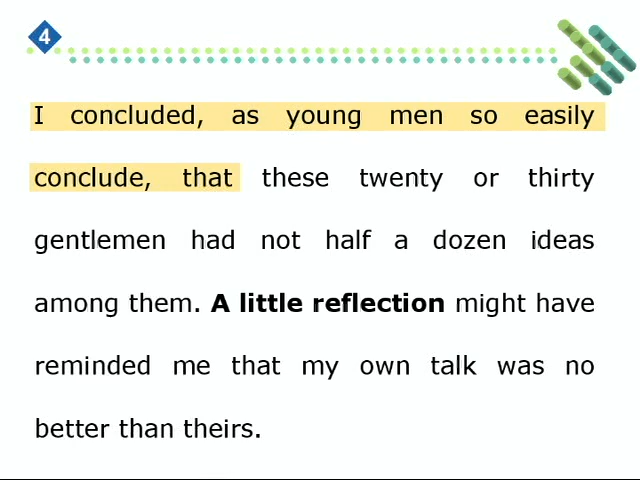 4
I concluded, as young men so easily
conclude, that these twenty or thirty
gentlemen had not half a dozen ideas
among them. A little reflection might have
reminded me that my own talk was no
better than theirs.